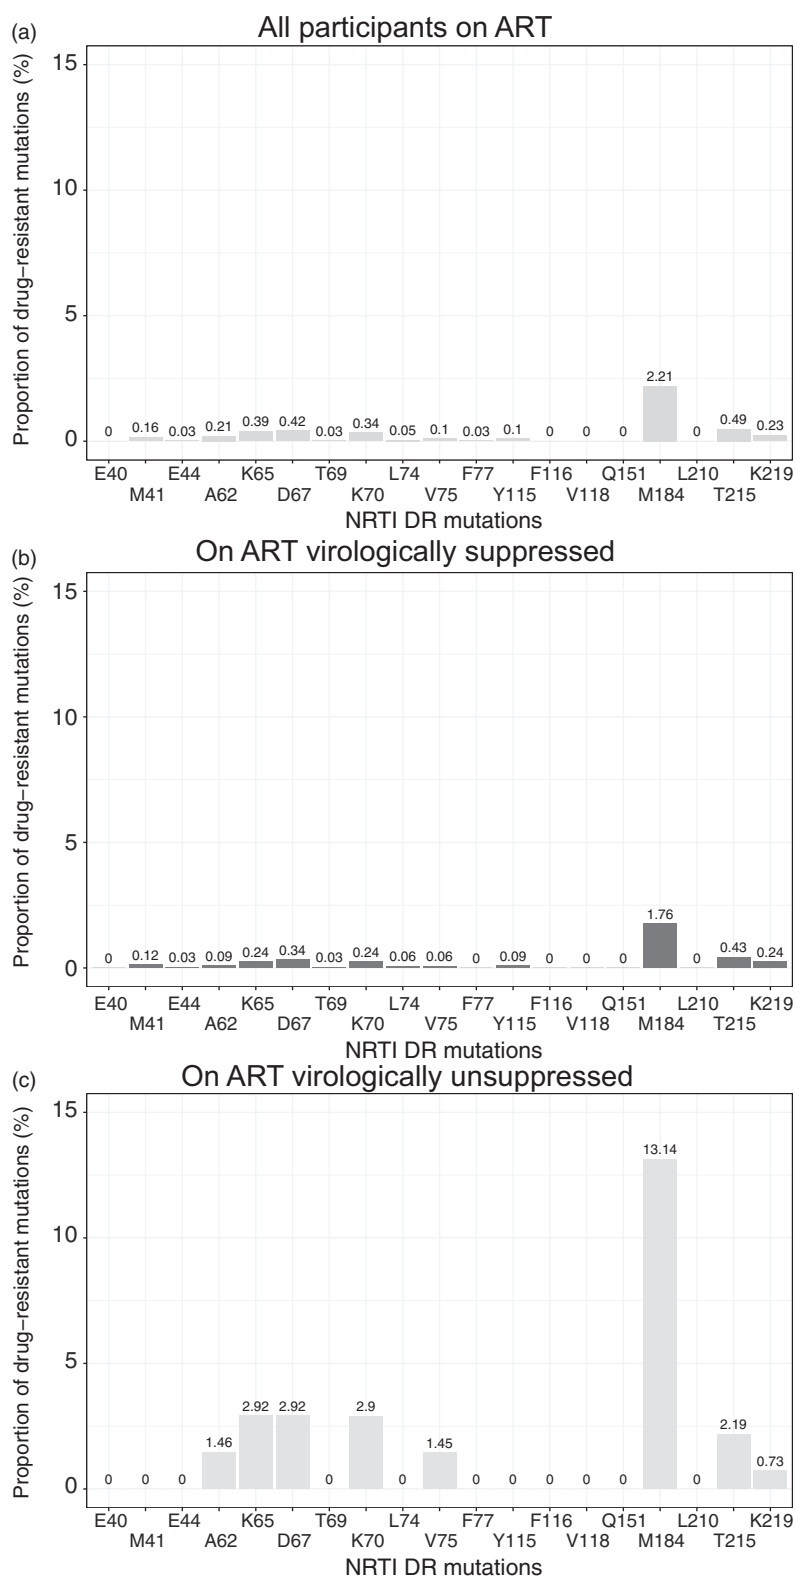 (a)
All participants on ART
Proportion of drug–resistant mutations (%)
15
10
5
0
0 0.16 0.03 0.21 0.39 0.42 0.03 0.34 0.05 0.1 0.03 0.1 0 0 0 2.21 0 0.49 0.23
E40 E44 K65 T69 L74 F77 F116 Q151 L210 K219
M41 A62 D67 K70 V75 Y115 V118 M184 T215
NRTI DR mutations
(b)
On ART virologically suppressed
Proportion of drug–resistant mutations (%)
15
10
5
0
0 0.12 0.03 0.09 0.24 0.34 0.03 0.24 0.06 0.06 0 0.09 0 0 0 1.76 0 0.43 0.24
E40 E44 K65 T69 L74 F77 F116 Q151 L210 K219
M41 A62 D67 K70 V75 Y115 V118 M184 T215
NRTI DR mutations
(c)
On ART virologically unsuppressed
Proportion of drug–resistant mutations (%)
15
10
5
0
0 0 0 1.46 2.92 2.92 0 2.9 0 1.45 0 0 0 0 0 13.14 0 2.19 0.73
E40 E44 K65 T69 L74 F77 F116 Q151 L210 K219
M41 A62 D67 K70 V75 Y115 V118 M184 T215
NRTI DR mutations